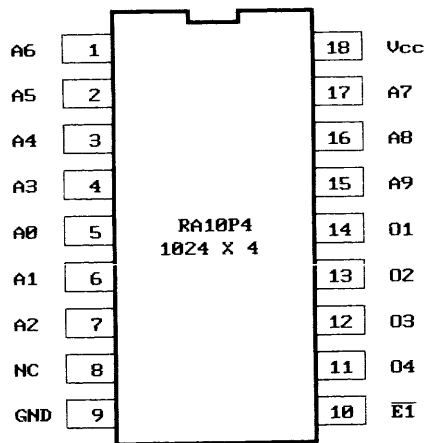 A6 1 18 Vcc
A5 2 17 A7
A4 3 16 A8
A3 4 15 A9
A0 5 RA10P4 14 O1
1024 X 4
A1 6 13 O2
A2 7 12 O3
NC 8 11 O4
GND 9 10 E̅1̅